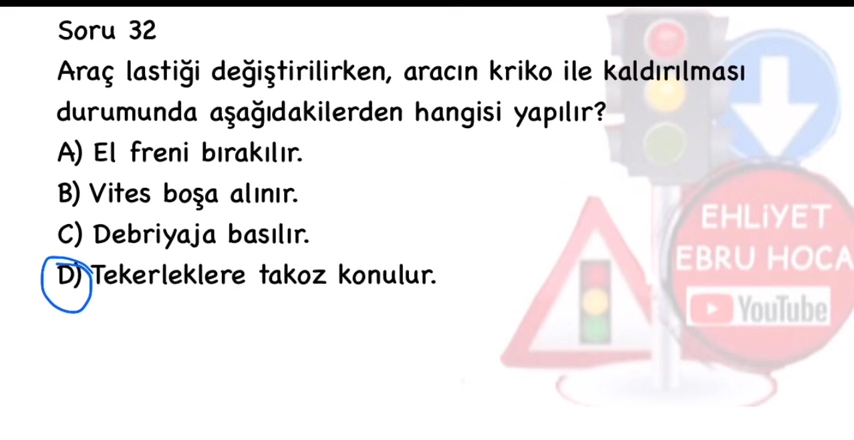 Soru 32
Araç lastiği değiştirilirken, aracın kriko ile kaldırılması
durumunda aşağıdakilerden hangisi yapılır?
A) El freni bırakılır.
B) Vites boşa alınır.
C) Debriyaja basılır.
D) Tekerleklere takoz konulur.
EHLİYET
EBRU HOCA
YouTube